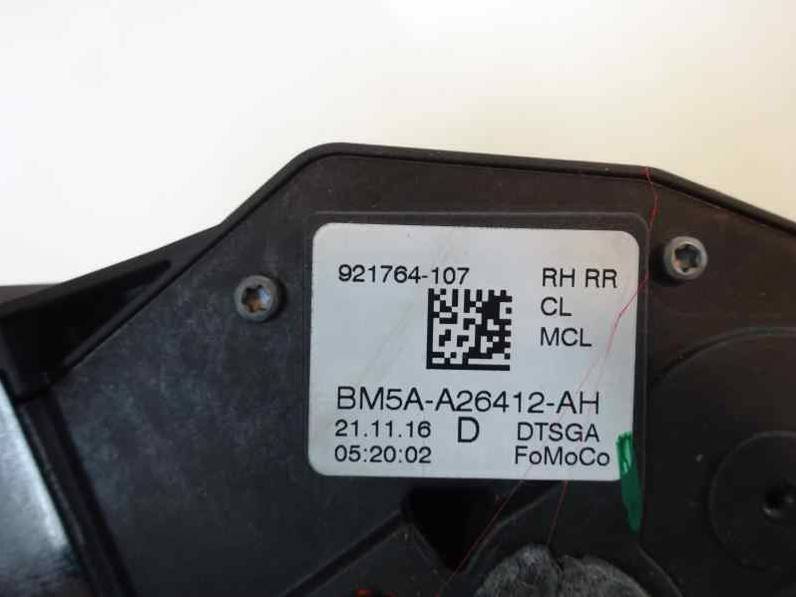 921764-107 RH RR
CL
MCL
BM5A-A26412-AH
21.11.16 D DTSGA
05:20:02 FoMoCo